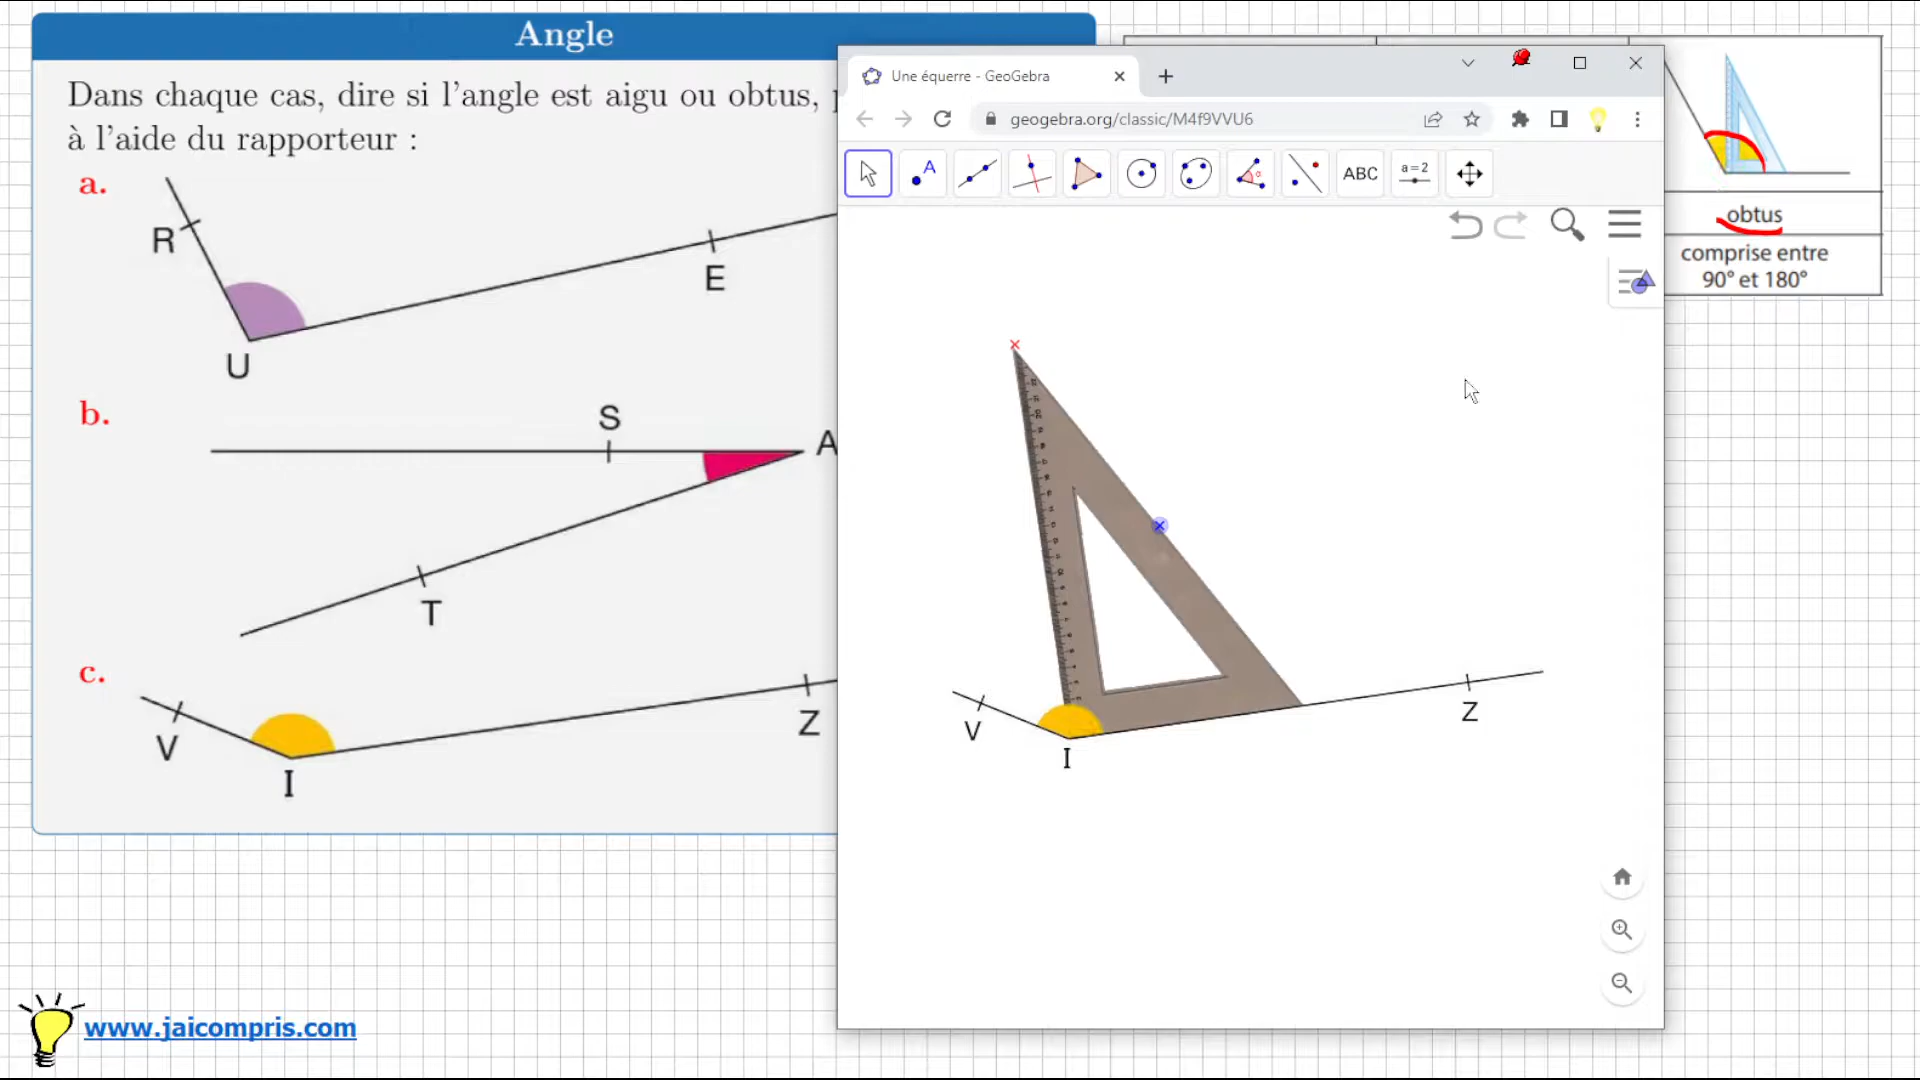 Angle
Dans chaque cas, dire si l'angle est aigu ou obtus,
à l'aide du rapporteur :
a.
R
E
U
b.
S
A
T
c.
V
I
Z
www.jaicompris.com
Une équerre - GeoGebra
geogebra.org/classic/M4f9VVU6
A
ABC
a=2
V
I
Z
obtus
comprise entre
90° et 180°